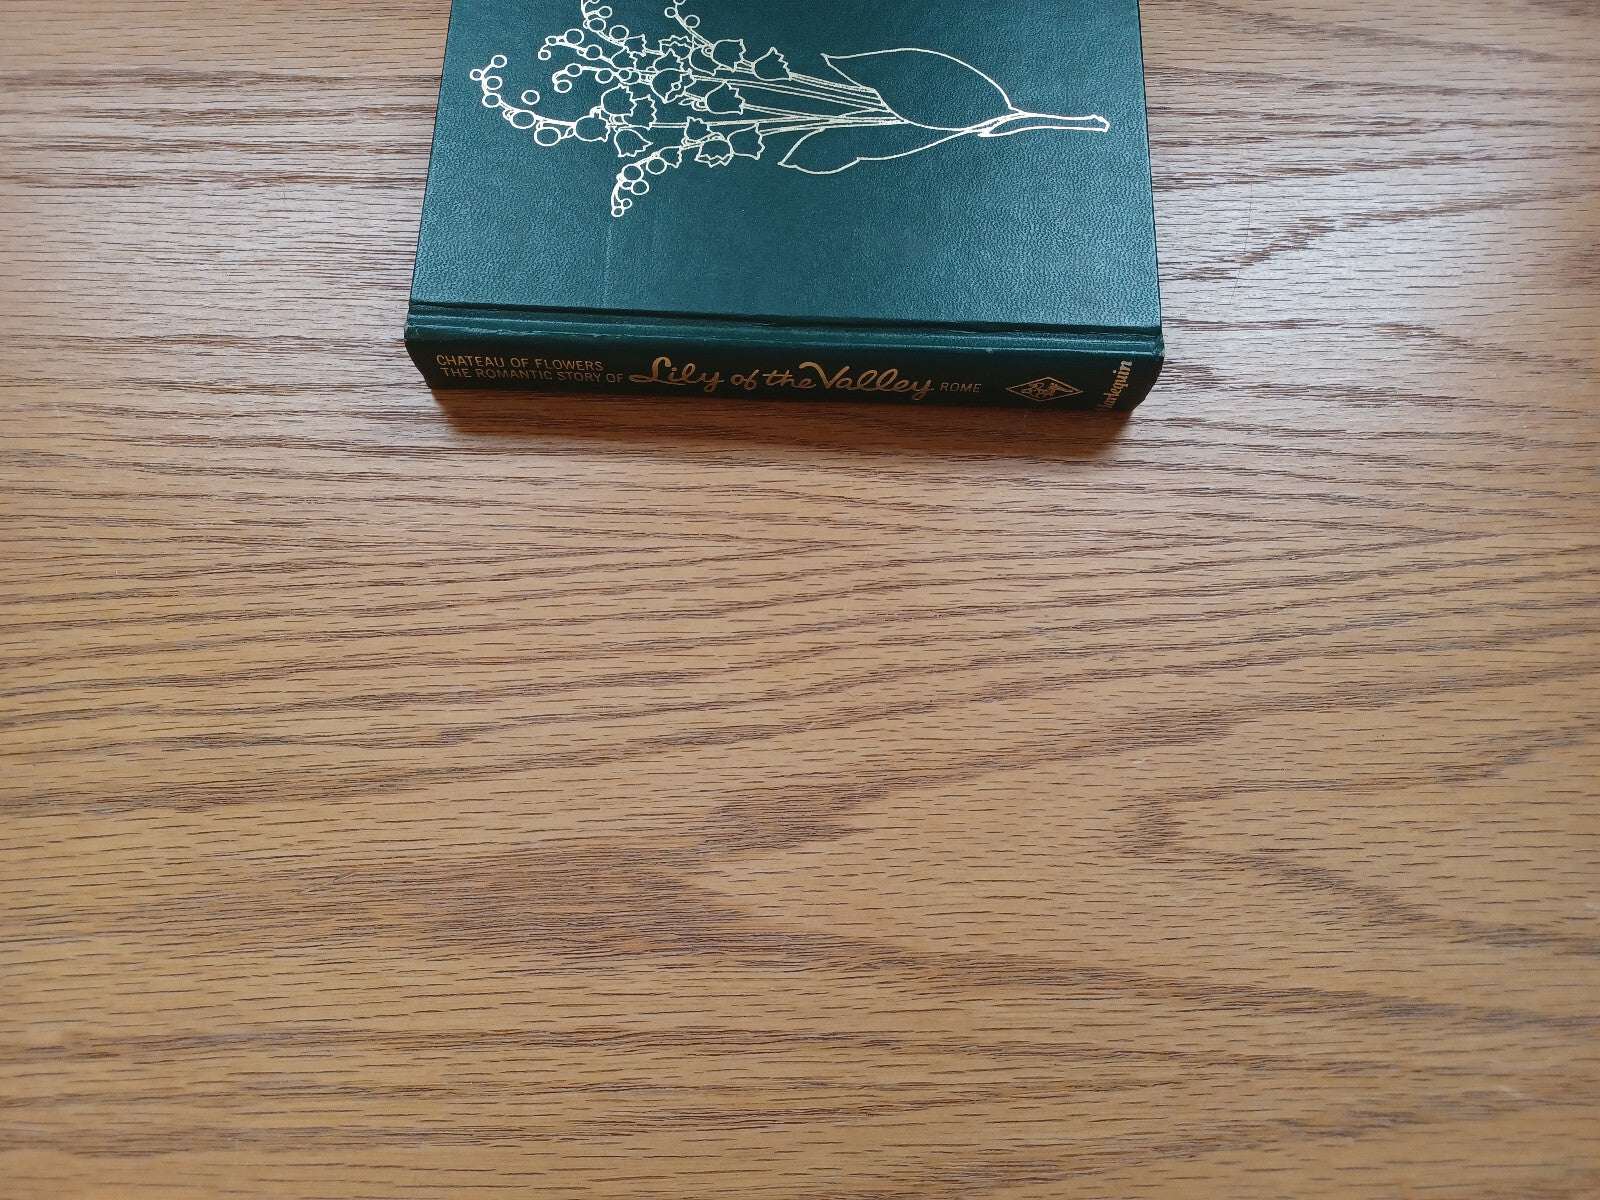 CHATEAU OF FLOWERS
THE ROMANTIC STORY OF Lily of the Valley ROME
Harlequin